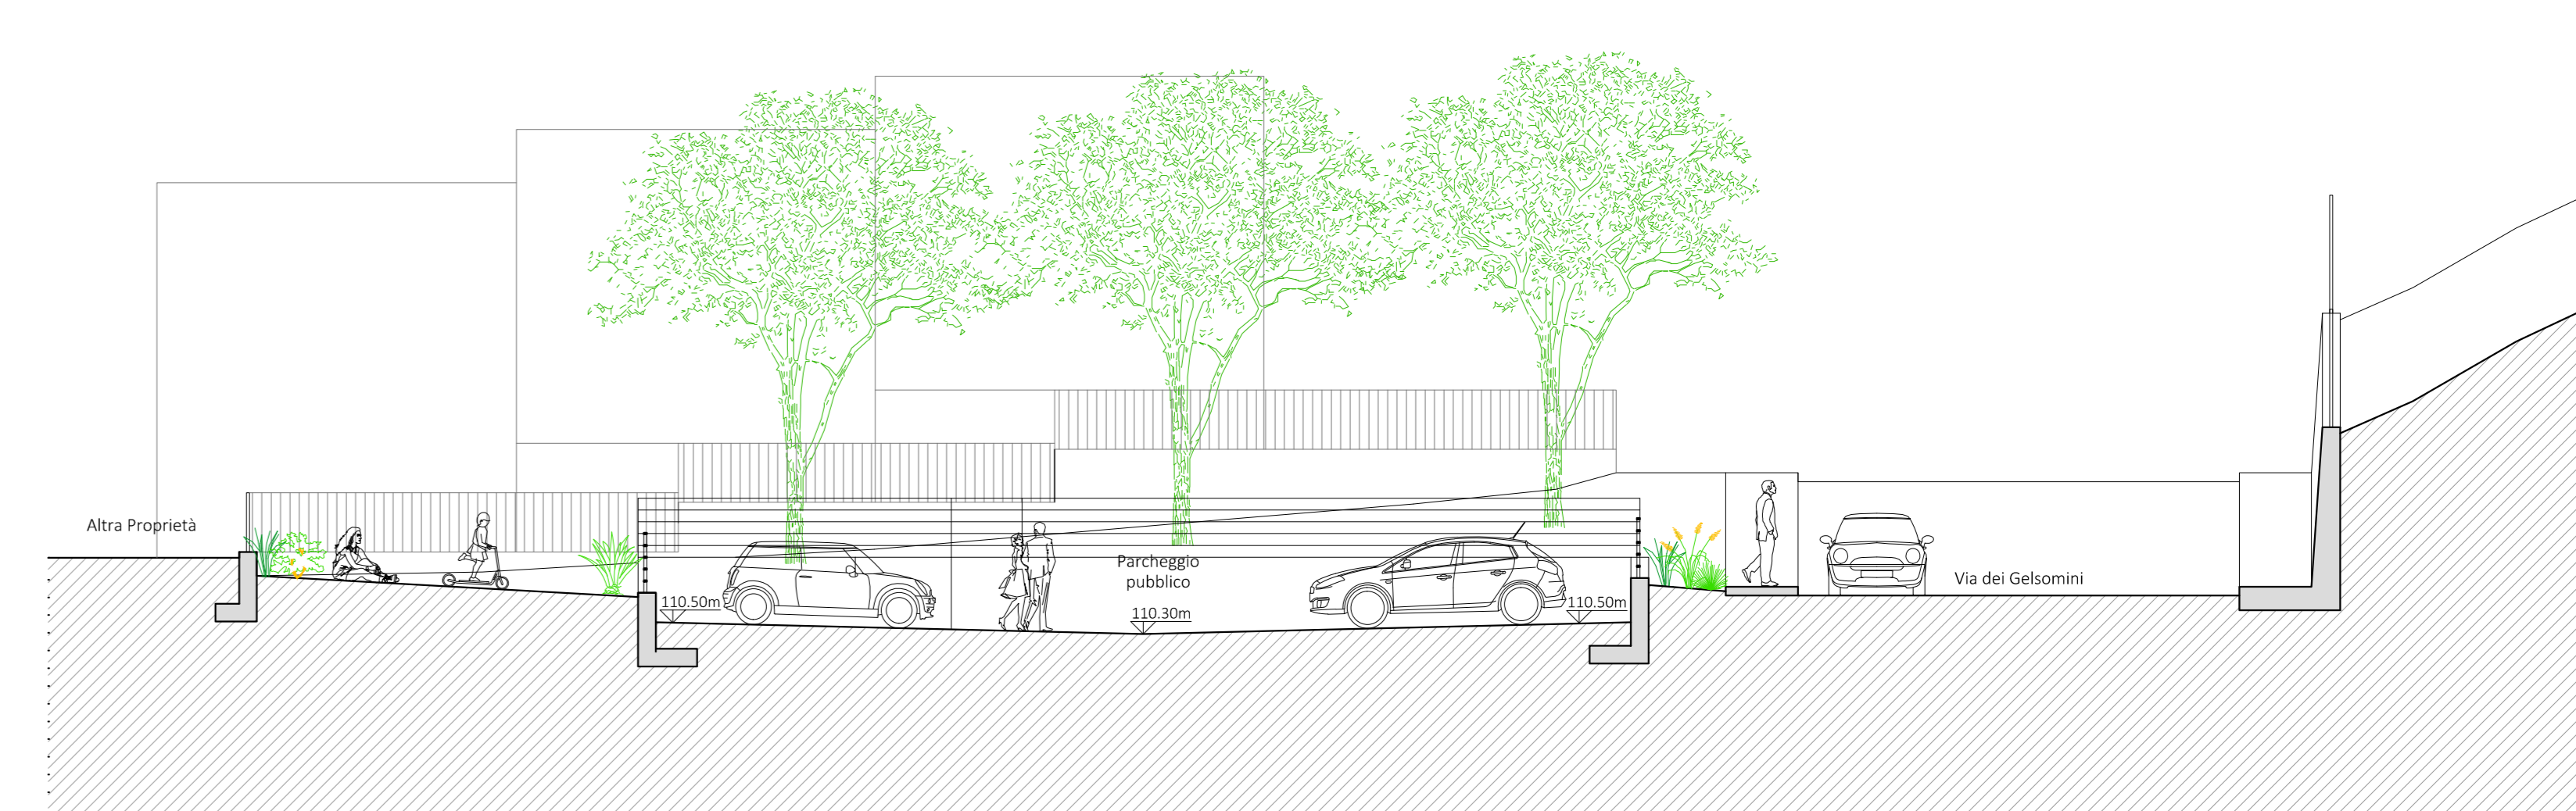 Altra Proprietà
110.50m
Parcheggio
pubblico
110.30m
110.50m
Via dei Gelsomini